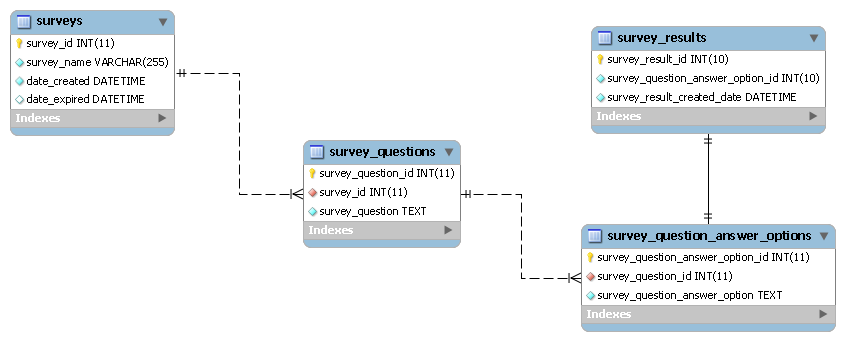 surveys
survey_id INT(11)
survey_name VARCHAR(255)
date_created DATETIME
date_expired DATETIME
Indexes
survey_results
survey_result_id INT(10)
survey_question_answer_option_id INT(10)
survey_result_created_date DATETIME
Indexes
survey_questions
survey_question_id INT(11)
survey_id INT(11)
survey_question TEXT
Indexes
survey_question_answer_options
survey_question_answer_option_id INT(11)
survey_question_id INT(11)
survey_question_answer_option TEXT
Indexes